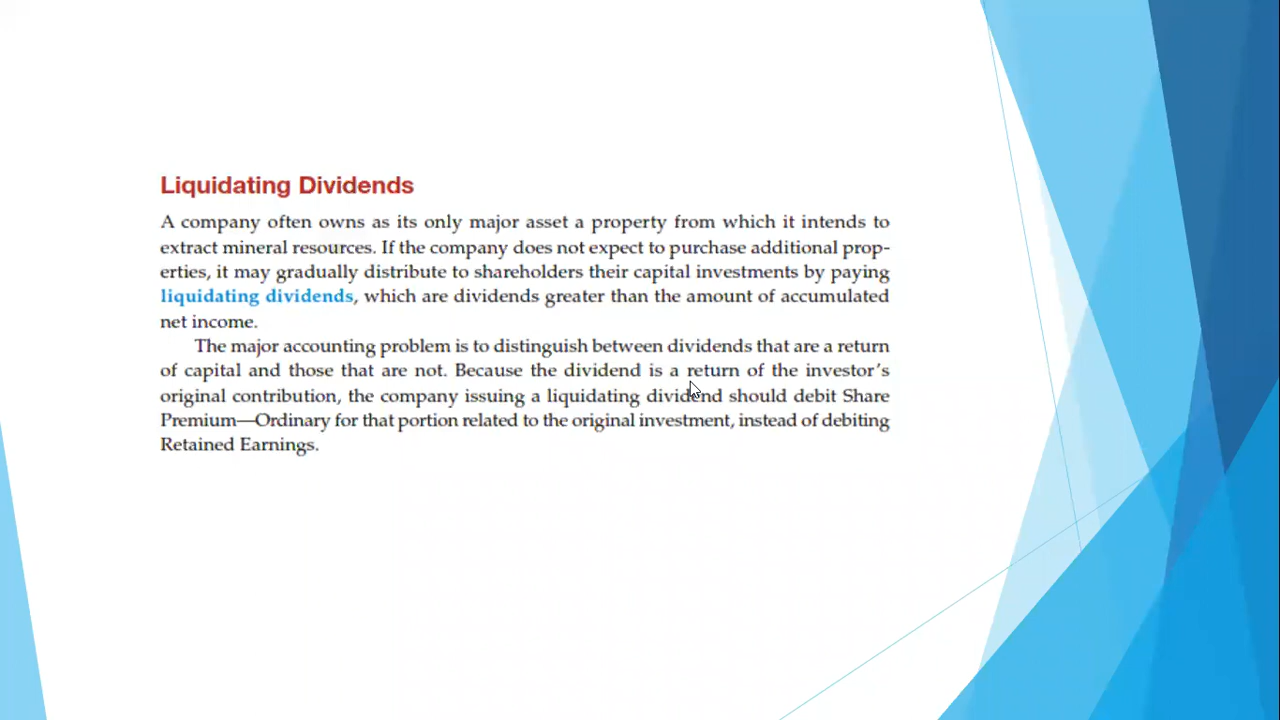 Liquidating Dividends
A company often owns as its only major asset a property from which it intends to
extract mineral resources. If the company does not expect to purchase additional prop-
erties, it may gradually distribute to shareholders their capital investments by paying
liquidating dividends, which are dividends greater than the amount of accumulated
net income.
The major accounting problem is to distinguish between dividends that are a return
of capital and those that are not. Because the dividend is a return of the investor’s
original contribution, the company issuing a liquidating dividend should debit Share
Premium—Ordinary for that portion related to the original investment, instead of debiting
Retained Earnings.